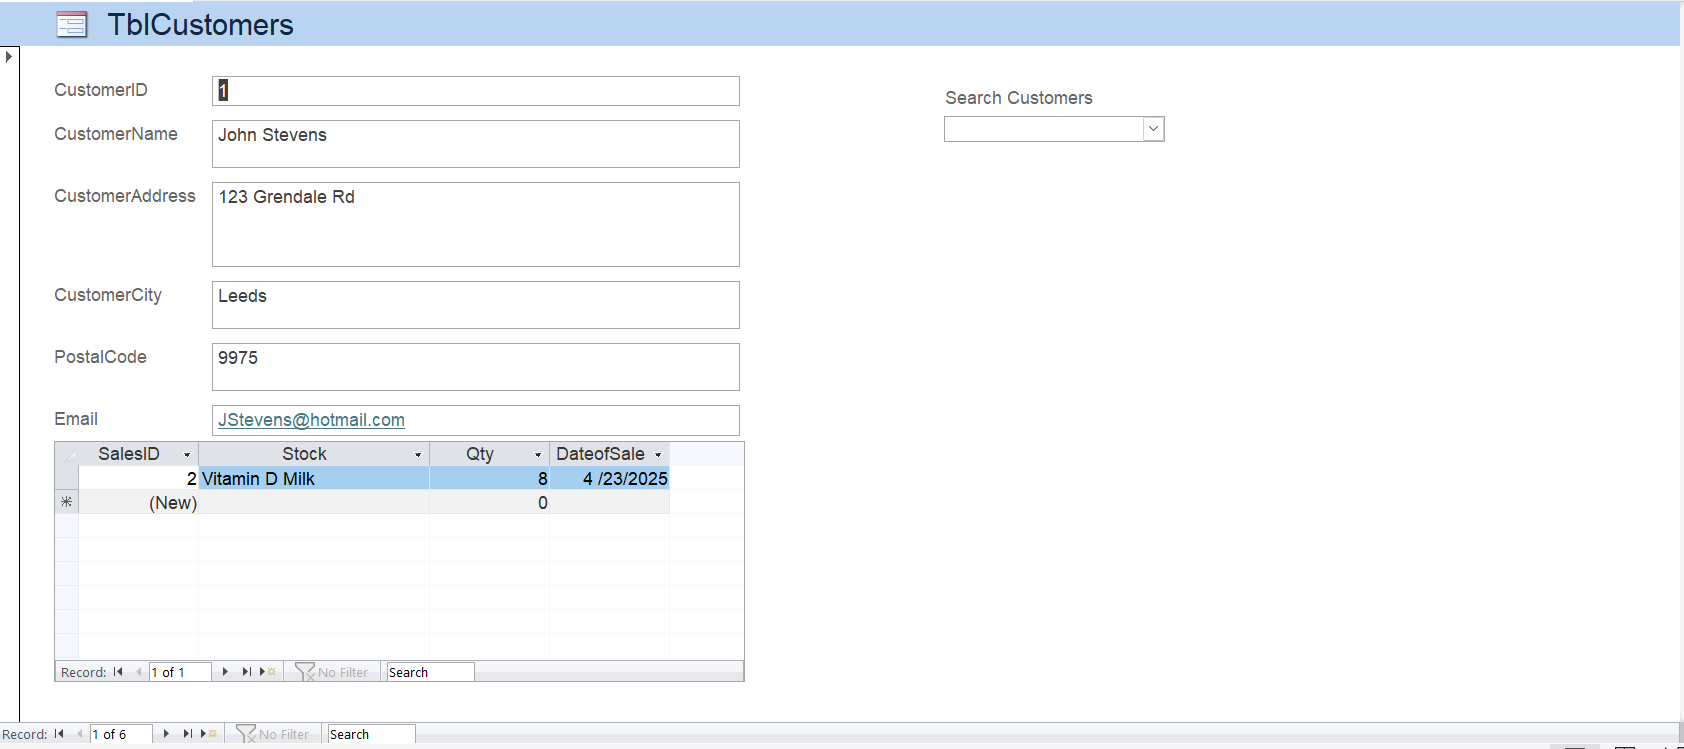 TblCustomers
CustomerID 1
Search Customers
CustomerName John Stevens
CustomerAddress 123 Grendale Rd
CustomerCity Leeds
PostalCode 9975
Email JStevens@hotmail.com
SalesID Stock Qty DateofSale
2 Vitamin D Milk 8 4 /23/2025
(New) 0
Record: 1 of 1 No Filter Search
Record: 1 of 6 No Filter Search